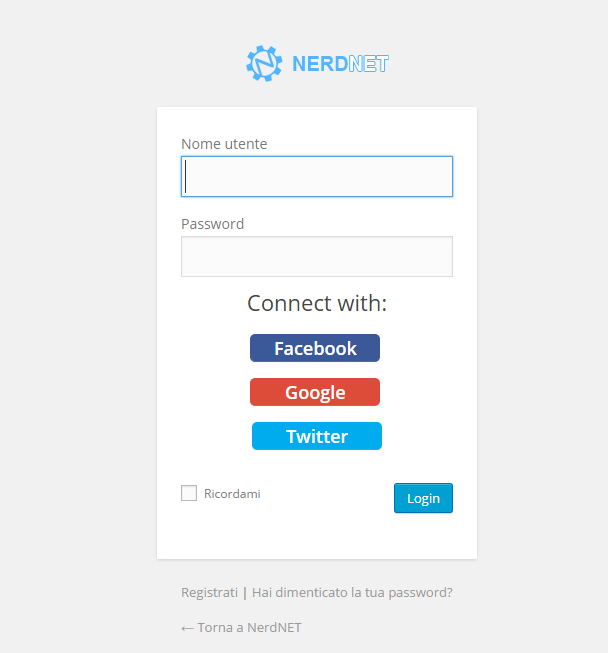 NERDNET
Nome utente
Password
Connect with:
Facebook
Google
Twitter
Ricordami
Login
Registrati | Hai dimenticato la tua password?
← Torna a NerdNET